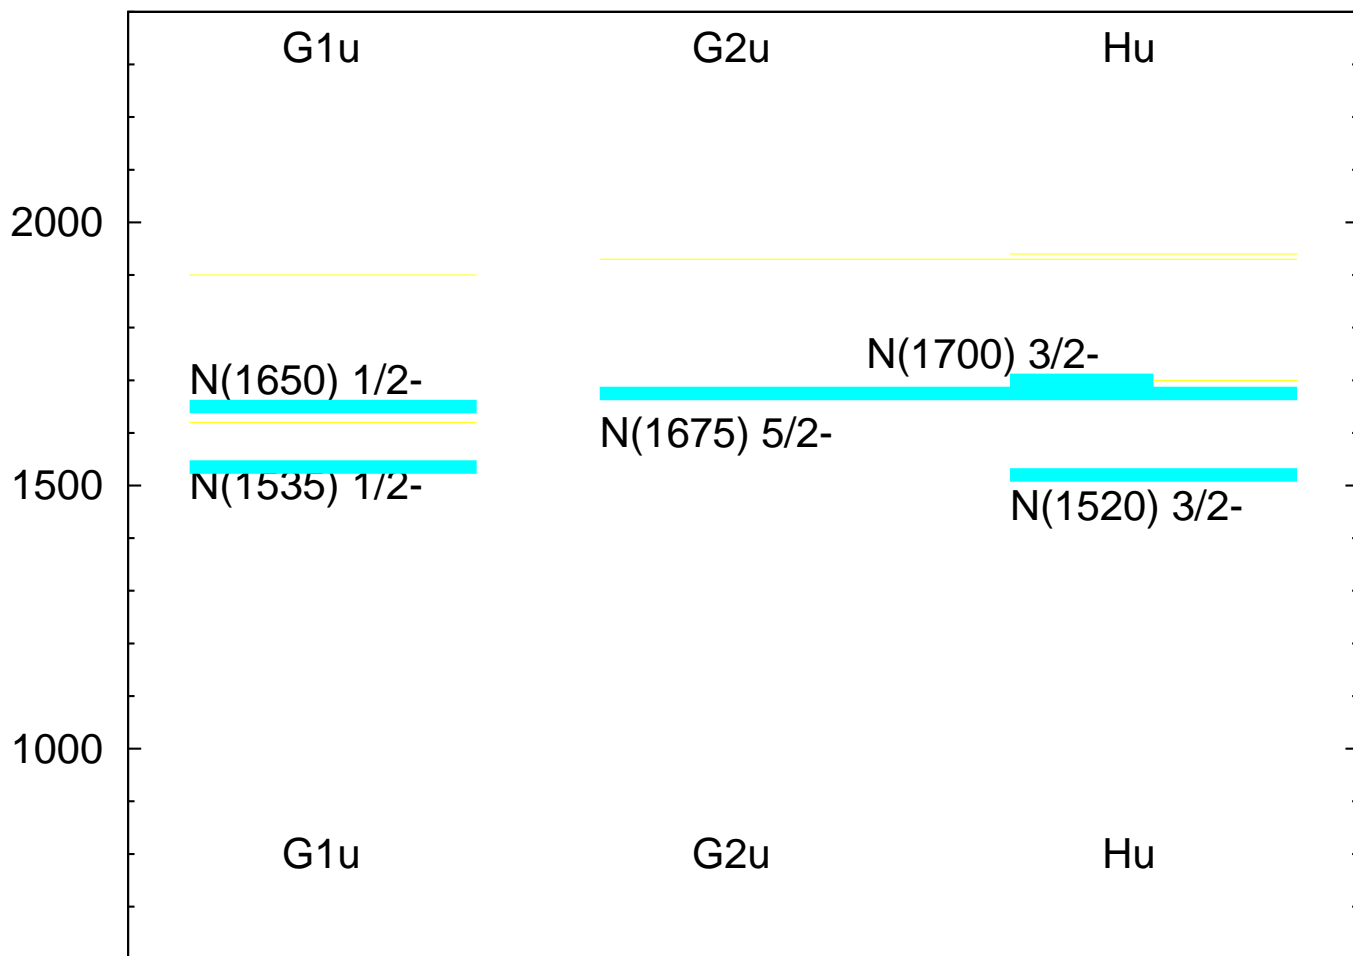 G1u G2u Hu
2000
N(1700) 3/2-
N(1650) 1/2-
N(1675) 5/2-
1500
N(1535) 1/2-
N(1520) 3/2-
1000
G1u G2u Hu